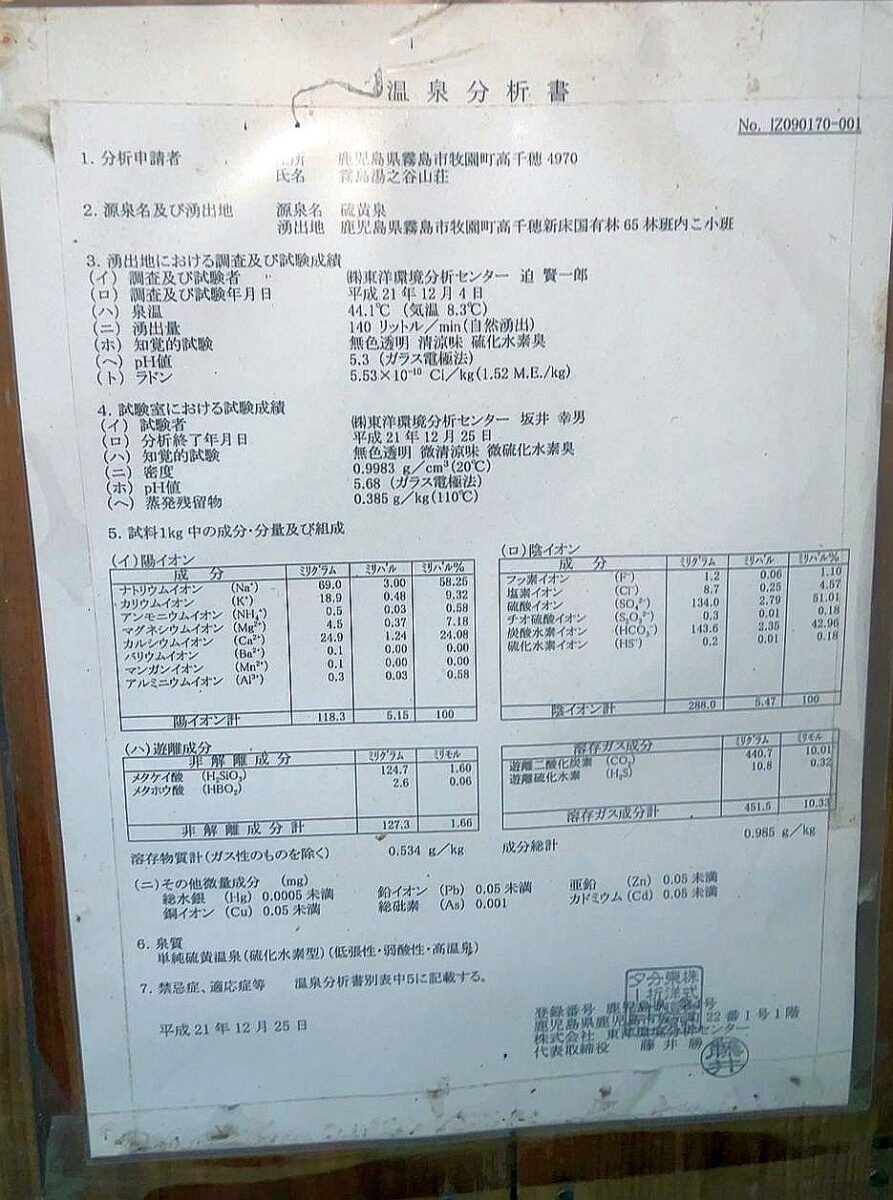 温泉分析書
No. IZ090170-001
1. 分析申請者 住所 鹿児島県霧島市牧園町高千穂 4970
氏名 霧島湯之谷山荘
2. 源泉名及び湧出地 源泉名 硫黄泉
湧出地 鹿児島県霧島市牧園町高千穂新床国有林 65 林班内こ小班
3. 湧出地における調査及び試験成績
(イ) 調査及び試験者 ㈱東洋環境分析センター 迫 賢一郎
(ロ) 調査及び試験年月日 平成 21 年 12 月 4 日
(ハ) 泉温 44.1℃ (気温 8.3℃)
(ニ) 湧出量 140 リットル/min(自然湧出)
(ホ) 知覚的試験 無色透明 清涼味 硫化水素臭
(ヘ) pH値 5.3 (ガラス電極法)
(ト) ラドン 5.53×10⁻¹⁰ Ci/kg(1.52 M.E./kg)
4. 試験室における試験成績
(イ) 試験者 ㈱東洋環境分析センター 坂井 幸男
(ロ) 分析終了年月日 平成 21 年 12 月 25 日
(ハ) 知覚的試験 無色透明 微清涼味 微硫化水素臭
(ニ) 密度 0.9983 g/cm³(20℃)
(ホ) pH値 5.68 (ガラス電極法)
(ヘ) 蒸発残留物 0.385 g/kg(110℃)
5. 試料1kg 中の成分・分量及び組成
(イ)陽イオン
成 分 ミリグラム ミリバル ミリバル%
ナトリウムイオン (Na⁺) 69.0 3.00 58.25
カリウムイオン (K⁺) 18.9 0.48 9.32
アンモニウムイオン (NH₄⁺) 0.5 0.03 0.58
マグネシウムイオン (Mg²⁺) 4.5 0.37 7.18
カルシウムイオン (Ca²⁺) 24.9 1.24 24.08
バリウムイオン (Ba²⁺) 0.1 0.00 0.00
マンガンイオン (Mn²⁺) 0.1 0.00 0.00
アルミニウムイオン (Al³⁺) 0.3 0.03 0.58
陽イオン計 118.3 5.15 100
(ロ)陰イオン
成 分 ミリグラム ミリバル ミリバル%
フッ素イオン (F⁻) 1.2 0.06 1.10
塩素イオン (Cl⁻) 8.7 0.25 4.57
硫酸イオン (SO₄²⁻) 134.0 2.79 51.01
チオ硫酸イオン (S₂O₃²⁻) 0.3 0.01 0.18
炭酸水素イオン (HCO₃⁻) 143.6 2.35 42.96
硫化水素イオン (HS⁻) 0.2 0.01 0.18
陰イオン計 288.0 5.47 100
(ハ)遊離成分
非解離成分 ミリグラム ミリモル
メタケイ酸 (H₂SiO₃) 124.7 1.60
メタホウ酸 (HBO₂) 2.6 0.06
非解離成分計 127.3 1.66
溶存ガス成分 ミリグラム ミリモル
遊離二酸化炭素 (CO₂) 440.7 10.01
遊離硫化水素 (H₂S) 10.8 0.32
溶存ガス成分計 451.5 10.33
溶存物質計(ガス性のものを除く) 0.534 g/kg 成分総計 0.985 g/kg
(ニ)その他微量成分 (mg)
総水銀 (Hg) 0.0005 未満 鉛イオン (Pb) 0.05 未満 亜鉛 (Zn) 0.05 未満
銅イオン (Cu) 0.05 未満 総砒素 (As) 0.001 カドミウム (Cd) 0.05 未満
6. 泉質
単純硫黄温泉(硫化水素型)(低張性・弱酸性・高温泉)
7. 禁忌症、適応症等 温泉分析書別表中5に記載する。
平成 21 年 12 月 25 日
登録番号 鹿児島県 号
鹿児島県鹿児島市 町 22 番 1 号 1 階
株式会社 東洋環境分析センター
代表取締役 藤井 勝
藤井